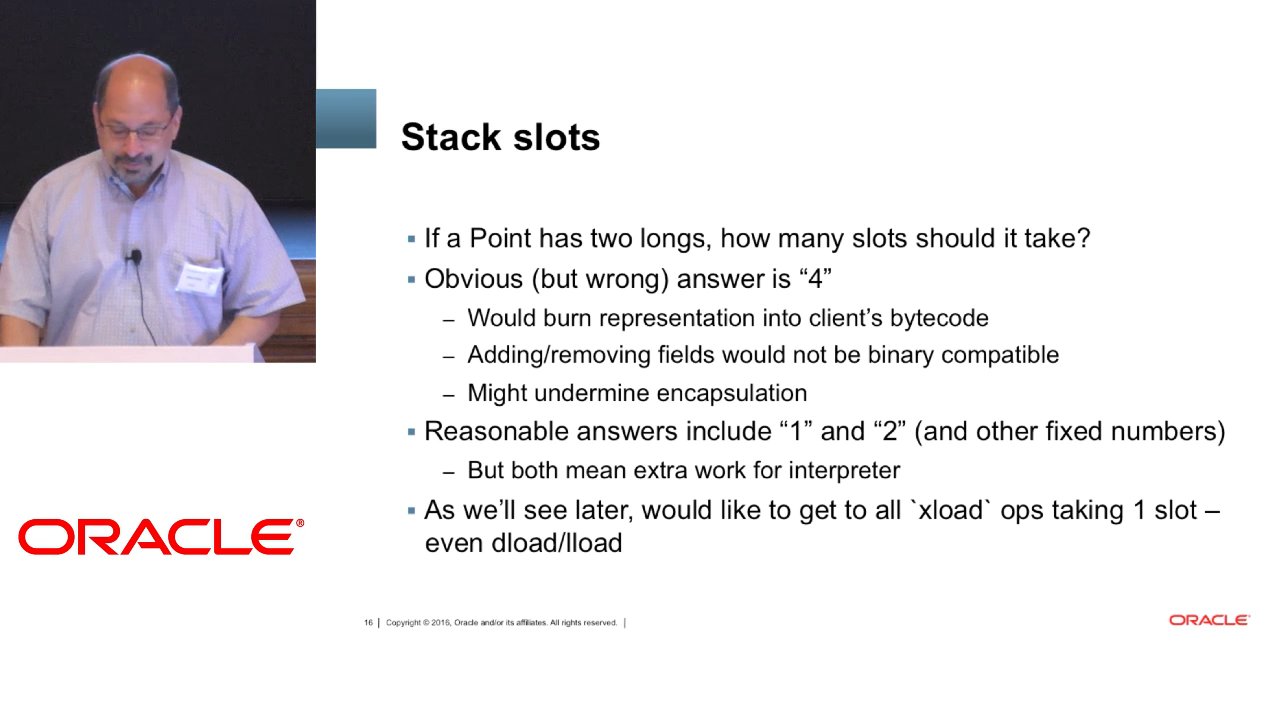 Stack slots
▪ If a Point has two longs, how many slots should it take?
▪ Obvious (but wrong) answer is “4”
– Would burn representation into client’s bytecode
– Adding/removing fields would not be binary compatible
– Might undermine encapsulation
▪ Reasonable answers include “1” and “2” (and other fixed numbers)
– But both mean extra work for interpreter
▪ As we’ll see later, would like to get to all `xload` ops taking 1 slot –
even dload/lload
ORACLE®
16 | Copyright © 2016, Oracle and/or its affiliates. All rights reserved. |
ORACLE®